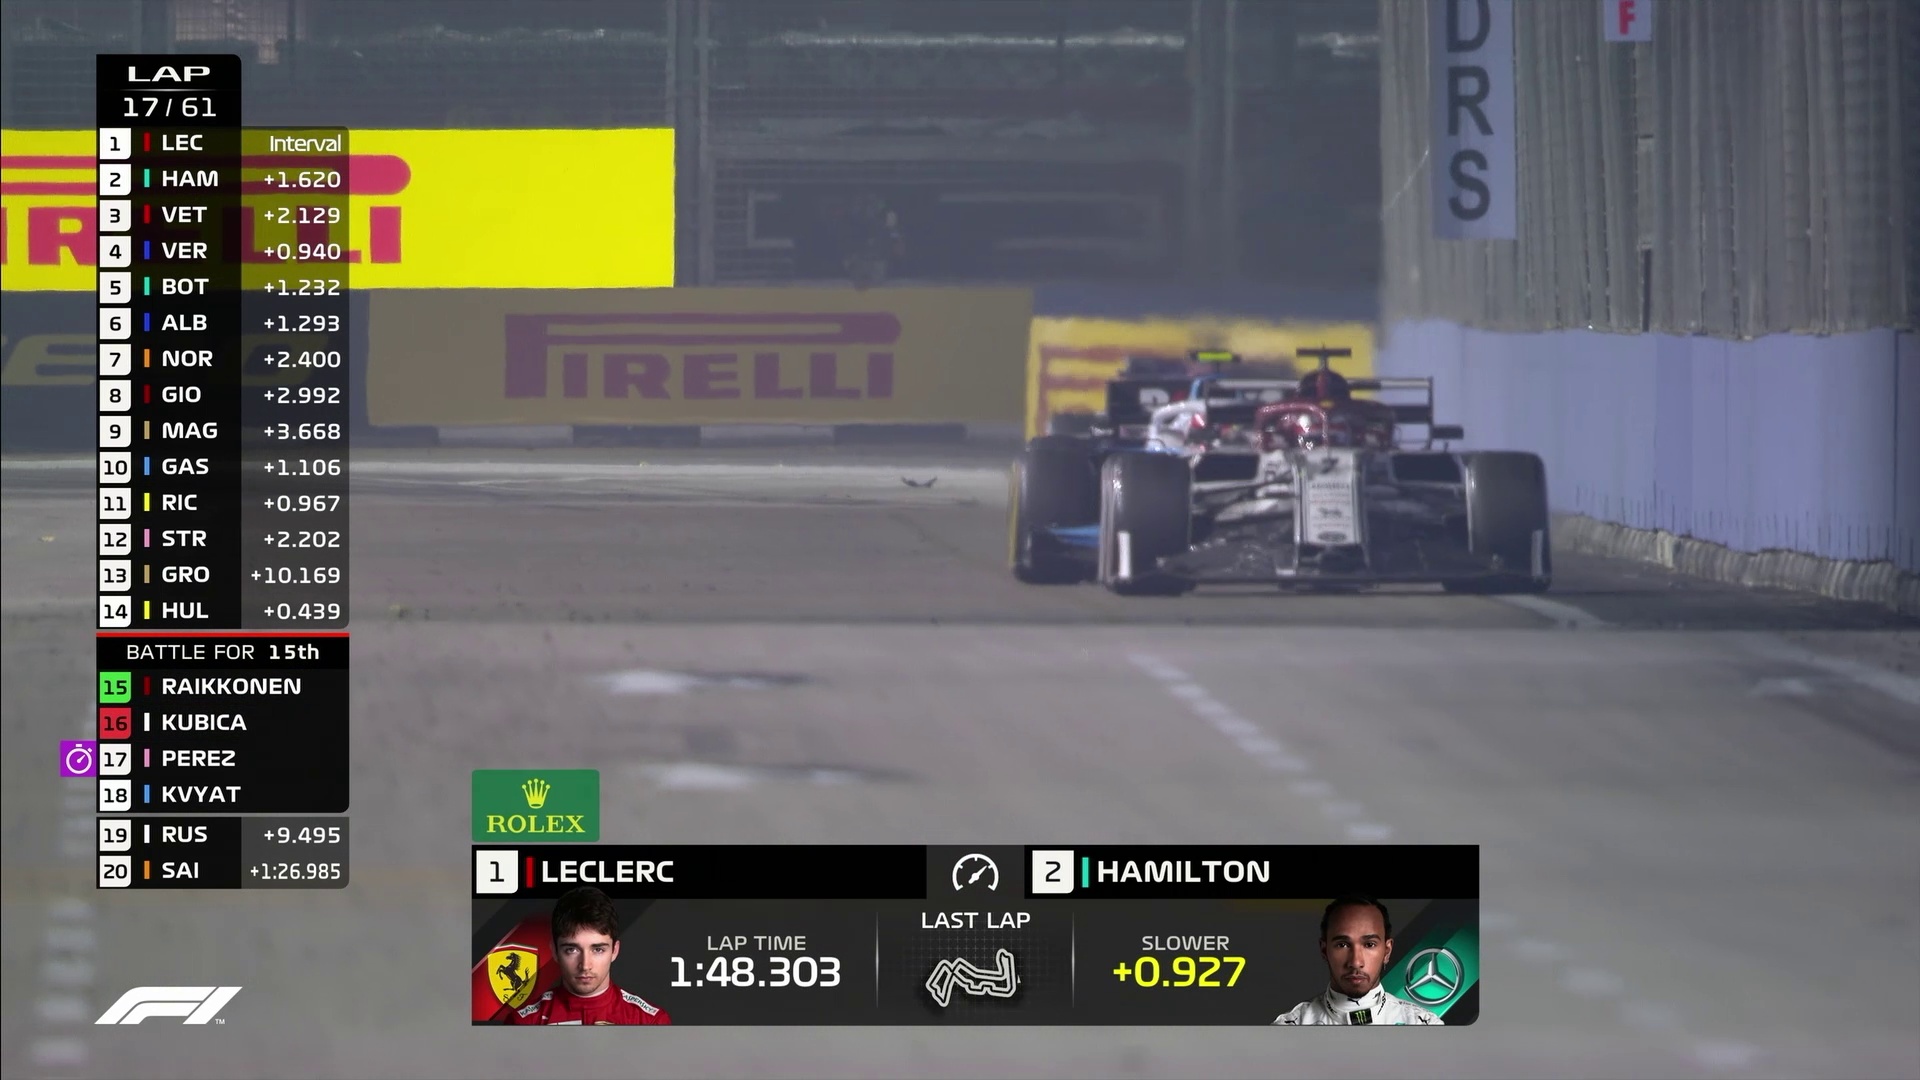 LAP
17/61
1 LEC Interval
2 HAM +1.620
3 VET +2.129
4 VER +0.940
5 BOT +1.232
6 ALB +1.293
7 NOR +2.400
8 GIO +2.992
9 MAG +3.668
10 GAS +1.106
11 RIC +0.967
12 STR +2.202
13 GRO +10.169
14 HUL +0.439
BATTLE FOR 15th
15 RAIKKONEN
16 KUBICA
17 PEREZ
18 KVYAT
19 RUS +9.495
20 SAI +1:26.985
PIRELLI
PIRELLI
DRS
F
7
ROLEX
1 LECLERC
2 HAMILTON
LAST LAP
LAP TIME
1:48.303
SLOWER
+0.927
F1 ™